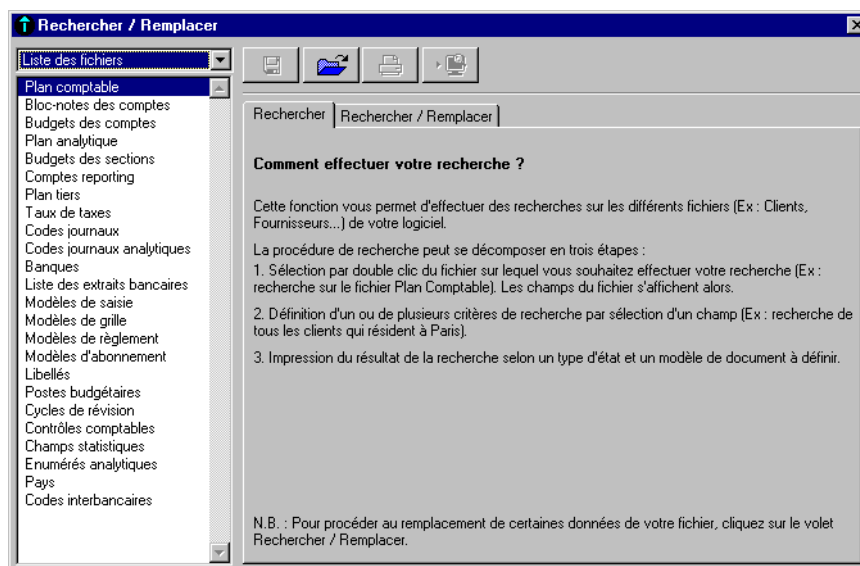 Rechercher / Remplacer
Liste des fichiers
Plan comptable
Bloc-notes des comptes
Budgets des comptes
Plan analytique
Budgets des sections
Comptes reporting
Plan tiers
Taux de taxes
Codes journaux
Codes journaux analytiques
Banques
Liste des extraits bancaires
Modèles de saisie
Modèles de grille
Modèles de règlement
Modèles d'abonnement
Libellés
Postes budgétaires
Cycles de révision
Contrôles comptables
Champs statistiques
Enumérés analytiques
Pays
Codes interbancaires
Rechercher
Rechercher / Remplacer
Comment effectuer votre recherche ?
Cette fonction vous permet d'effectuer des recherches sur les différents fichiers (Ex : Clients,
Fournisseurs...) de votre logiciel.
La procédure de recherche peut se décomposer en trois étapes :
1. Sélection par double clic du fichier sur lequel vous souhaitez effectuer votre recherche (Ex :
recherche sur le fichier Plan Comptable). Les champs du fichier s'affichent alors.
2. Définition d'un ou de plusieurs critères de recherche par sélection d'un champ (Ex : recherche de
tous les clients qui résident à Paris).
3. Impression du résultat de la recherche selon un type d'état et un modèle de document à définir.
N.B. : Pour procéder au remplacement de certaines données de votre fichier, cliquez sur le volet
Rechercher / Remplacer.